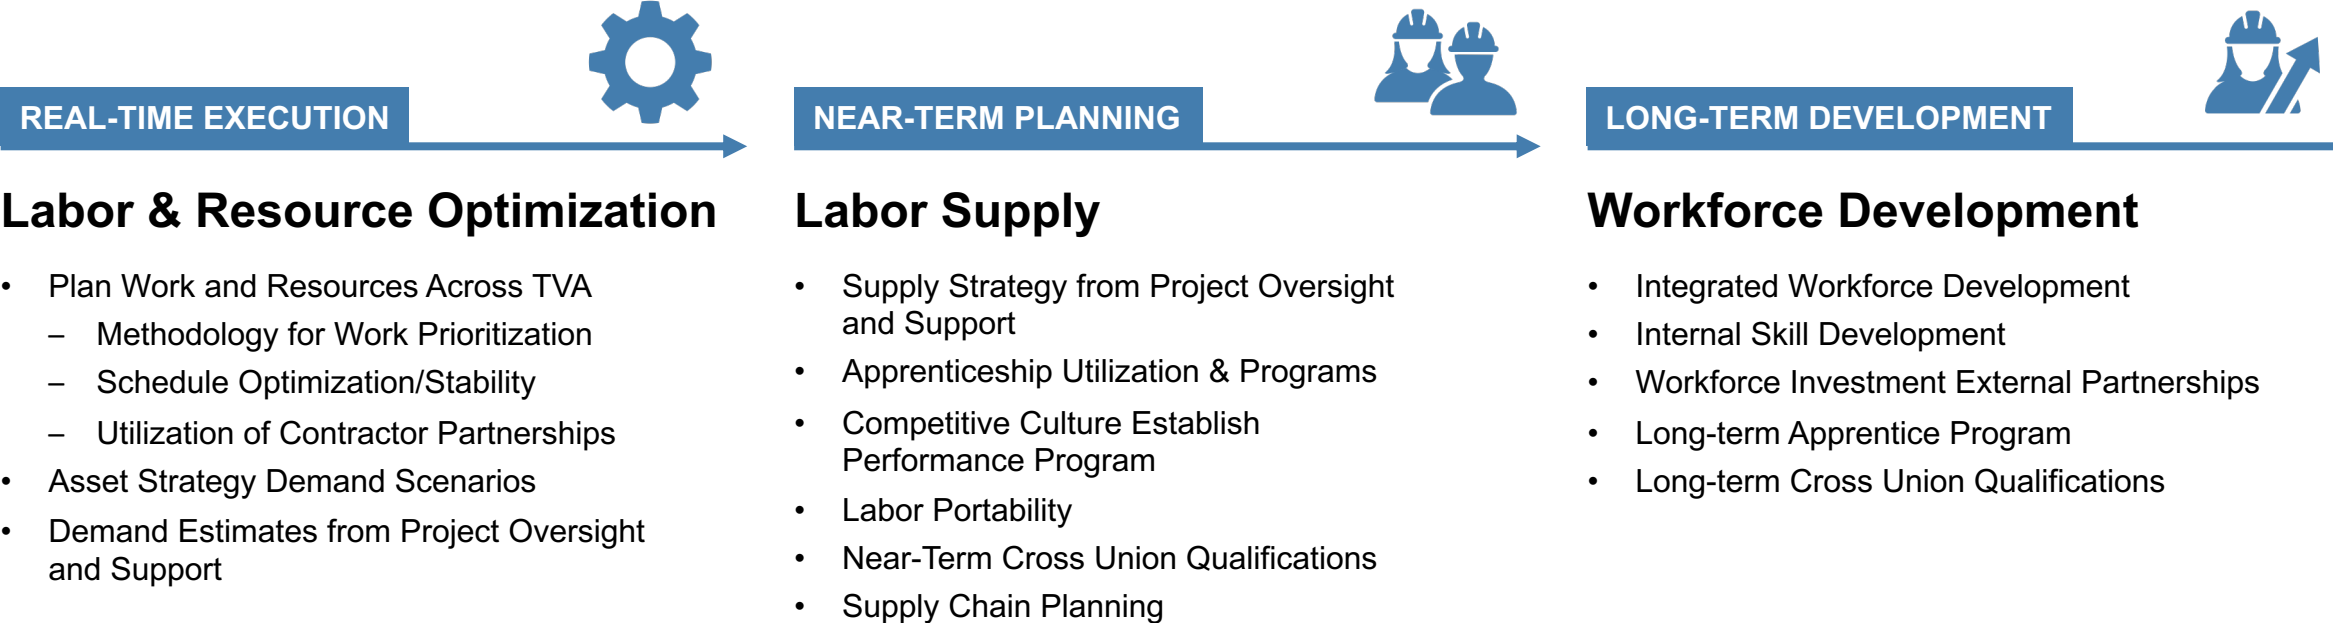 REAL-TIME EXECUTION
Labor & Resource Optimization
• Plan Work and Resources Across TVA
– Methodology for Work Prioritization
– Schedule Optimization/Stability
– Utilization of Contractor Partnerships
• Asset Strategy Demand Scenarios
• Demand Estimates from Project Oversight
and Support
NEAR-TERM PLANNING
Labor Supply
• Supply Strategy from Project Oversight
and Support
• Apprenticeship Utilization & Programs
• Competitive Culture Establish
Performance Program
• Labor Portability
• Near-Term Cross Union Qualifications
• Supply Chain Planning
LONG-TERM DEVELOPMENT
Workforce Development
• Integrated Workforce Development
• Internal Skill Development
• Workforce Investment External Partnerships
• Long-term Apprentice Program
• Long-term Cross Union Qualifications